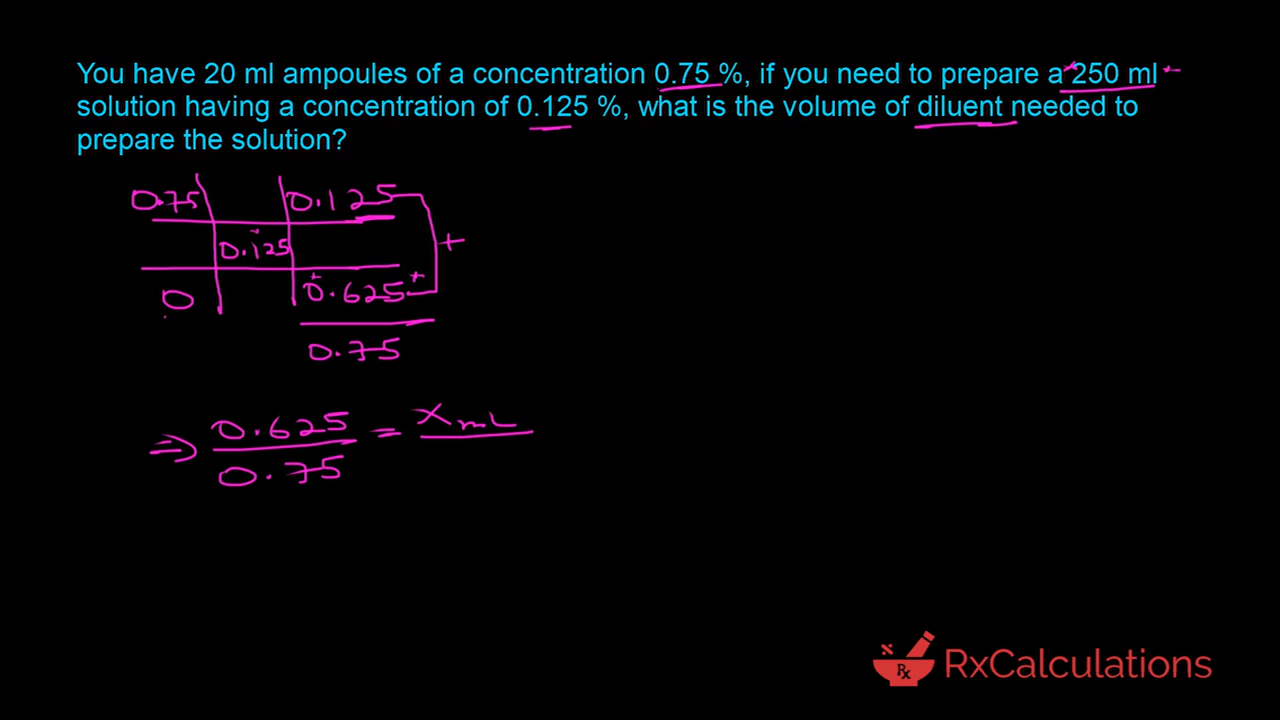 You have 20 ml ampoules of a concentration 0.75 %, if you need to prepare a 250 ml
solution having a concentration of 0.125 %, what is the volume of diluent needed to
prepare the solution?
0.75 0.125
0.125 +
0 0.625
0.75
⇒ 0.625 = X mL
0.75
Rx RxCalculations